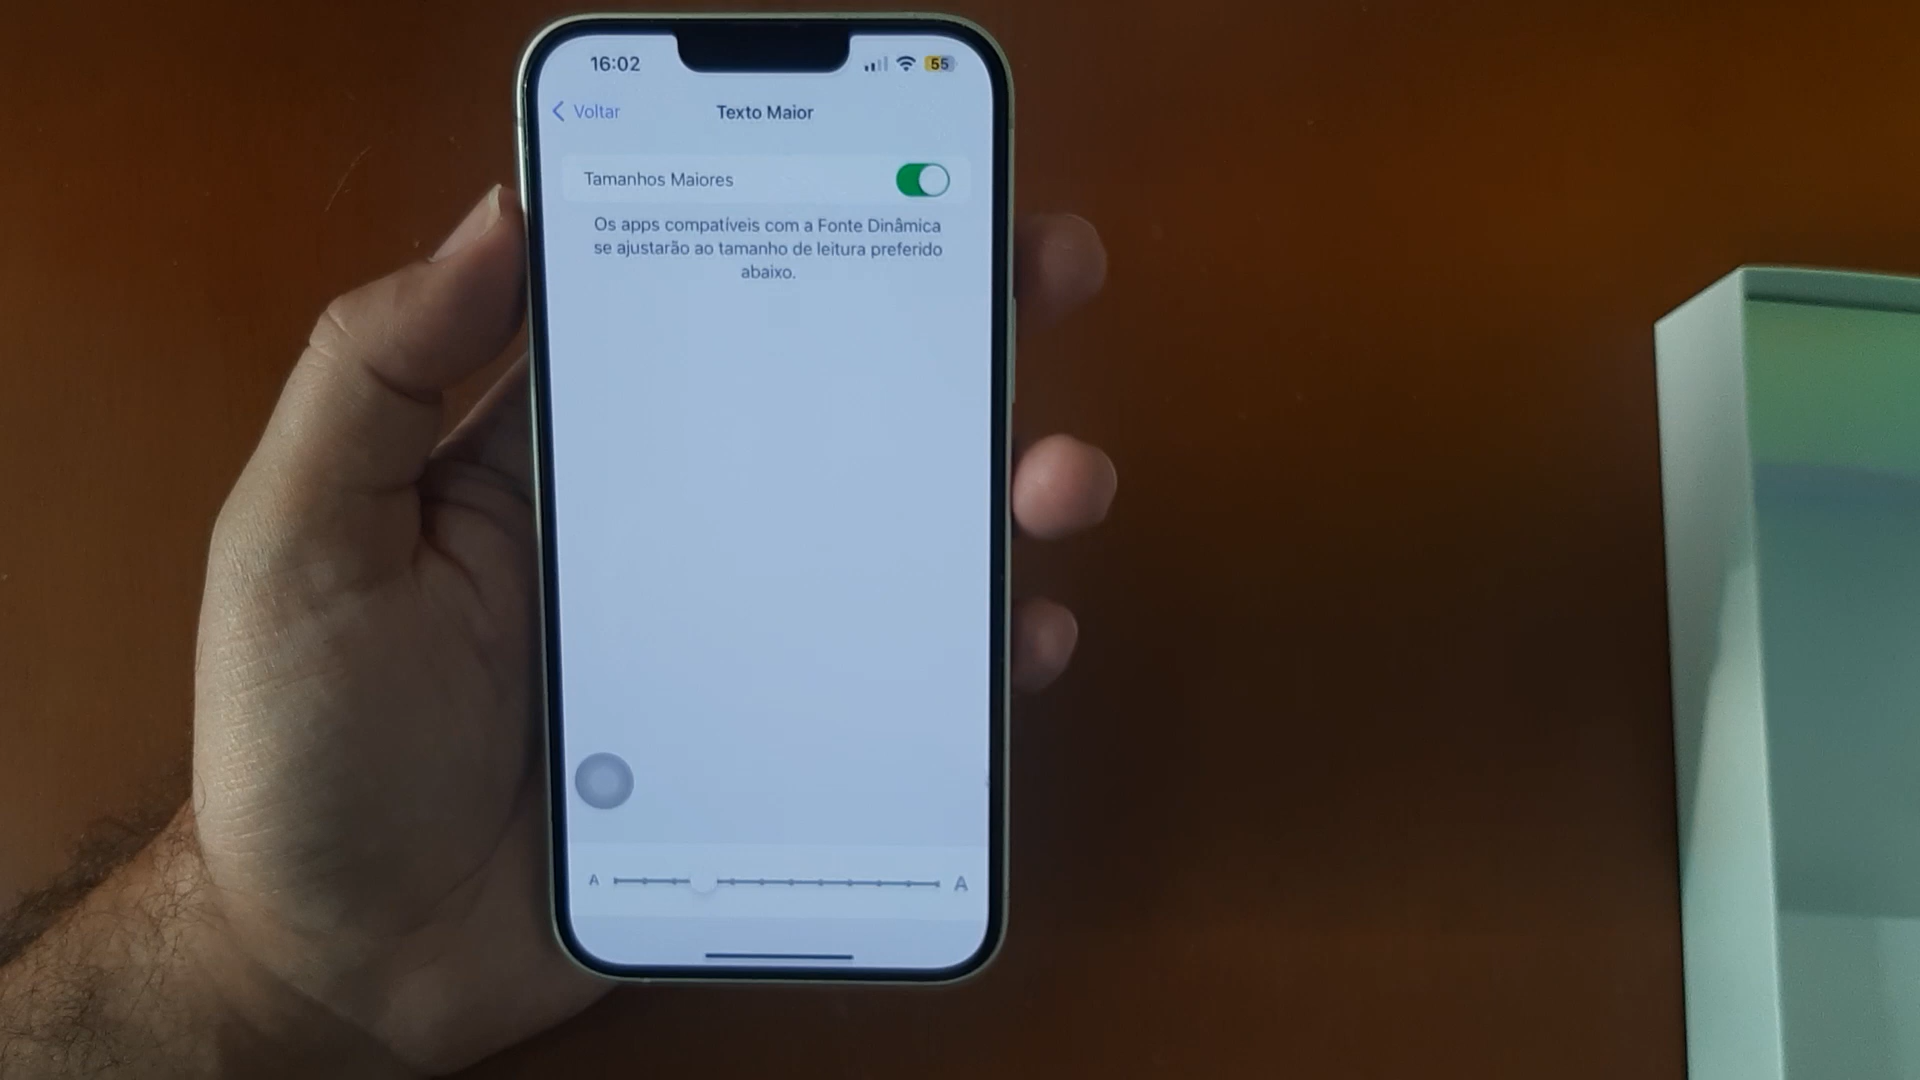 16:02
55
Voltar
Texto Maior
Tamanhos Maiores
Os apps compatíveis com a Fonte Dinâmica
se ajustarão ao tamanho de leitura preferido
abaixo.
A A